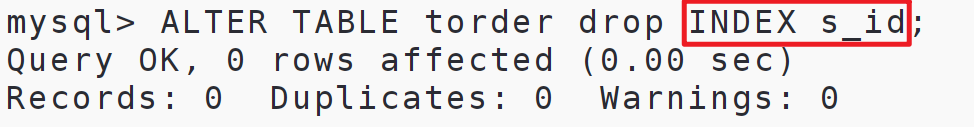 mysql> ALTER TABLE torder drop INDEX s_id;
Query OK, 0 rows affected (0.00 sec)
Records: 0  Duplicates: 0  Warnings: 0